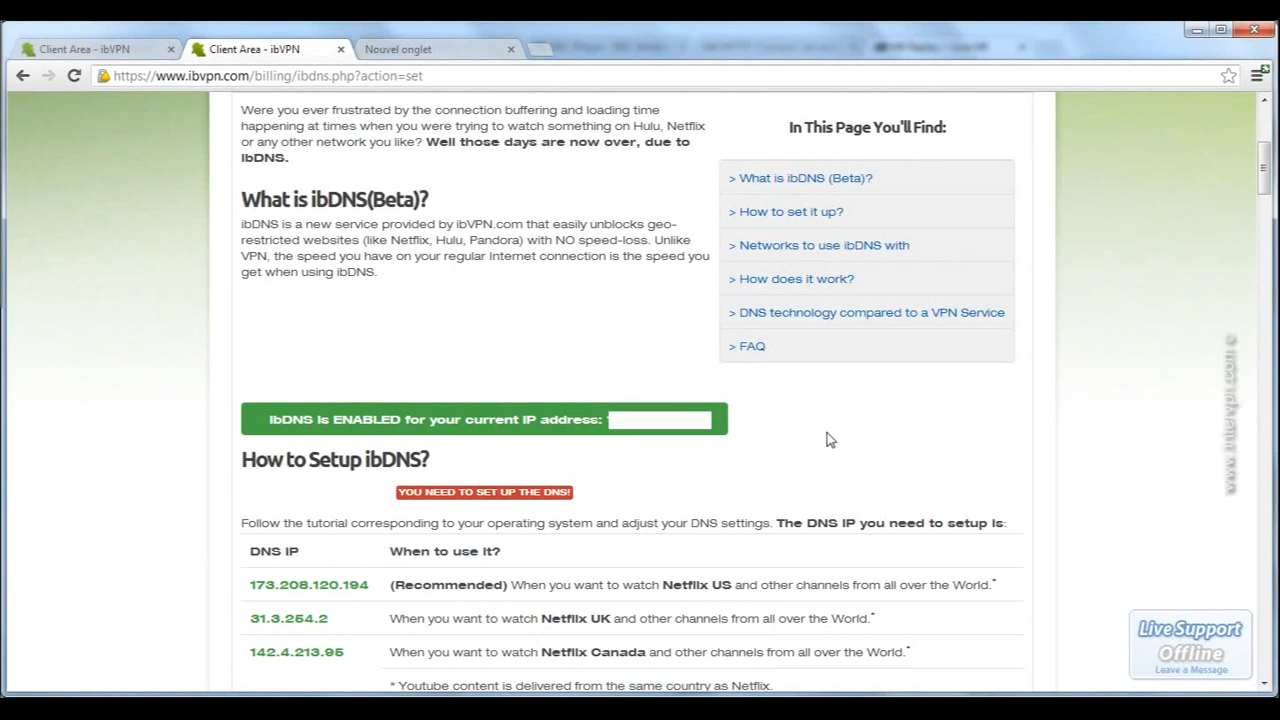 Client Area - ibVPN
Client Area - ibVPN
Nouvel onglet
https://www.ibvpn.com/billing/ibdns.php?action=set
Were you ever frustrated by the connection buffering and loading time
happening at times when you were trying to watch something on Hulu, Netflix
or any other network you like? Well those days are now over, due to
ibDNS.
What is ibDNS(Beta)?
ibDNS is a new service provided by ibVPN.com that easily unblocks geo-
restricted websites (like Netflix, Hulu, Pandora) with NO speed-loss. Unlike
VPN, the speed you have on your regular Internet connection is the speed you
get when using ibDNS.
In This Page You'll Find:
> What is ibDNS (Beta)?
> How to set it up?
> Networks to use ibDNS with
> How does it work?
> DNS technology compared to a VPN Service
> FAQ
ibDNS is ENABLED for your current IP address:
How to Setup ibDNS?
YOU NEED TO SET UP THE DNS!
Follow the tutorial corresponding to your operating system and adjust your DNS settings. The DNS IP you need to setup is:
DNS IP When to use it?
173.208.120.194 (Recommended) When you want to watch Netflix US and other channels from all over the World.*
31.3.254.2 When you want to watch Netflix UK and other channels from all over the World.*
142.4.213.95 When you want to watch Netflix Canada and other channels from all over the World.*
* Youtube content is delivered from the same country as Netflix.
Live Support
Offline
Leave a Message